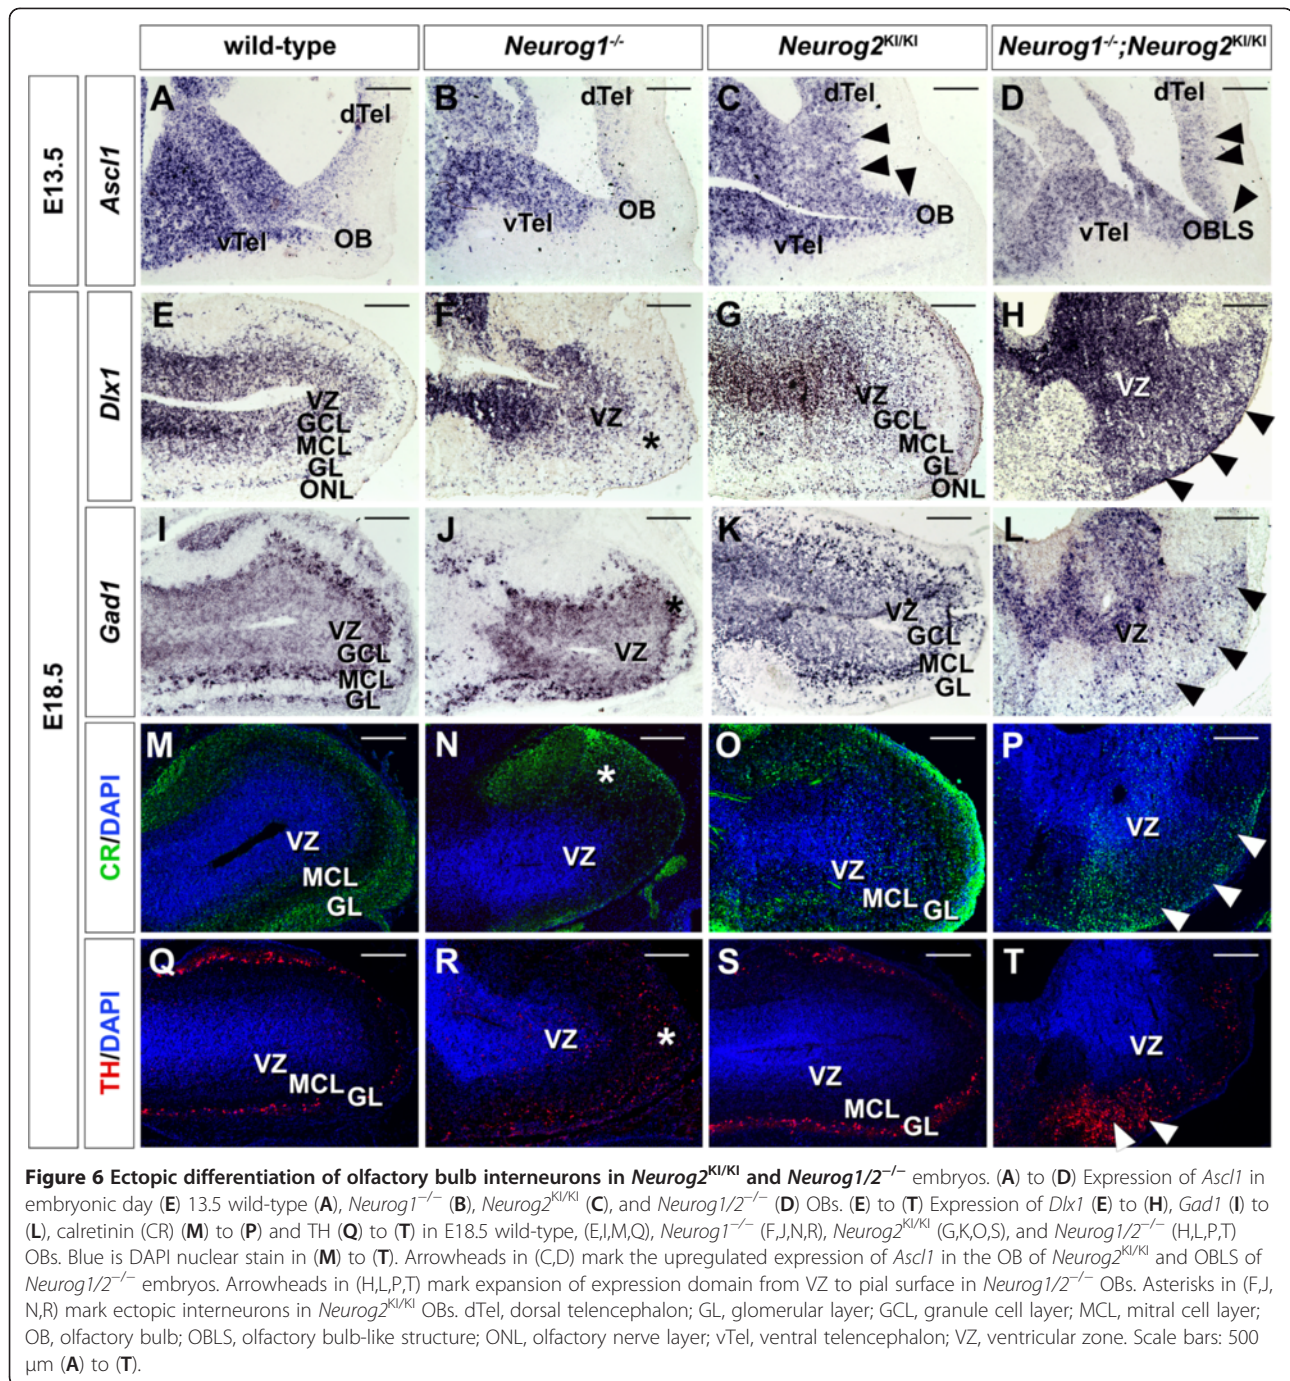 wild-type Neurog1-/- Neurog2KI/KI Neurog1-/-;Neurog2KI/KI
E13.5
Ascl1
A dTel vTel OB
B dTel vTel OB
C dTel vTel OB
D dTel vTel OBLS
E18.5
Dlx1
E VZ GCL MCL GL ONL
F VZ *
G VZ GCL MCL GL ONL
H VZ
Gad1
I VZ GCL MCL GL
J * VZ
K VZ GCL MCL GL
L VZ
CR/DAPI
M VZ MCL GL
N * VZ
O VZ MCL GL
P VZ
TH/DAPI
Q VZ MCL GL
R VZ *
S VZ MCL GL
T VZ
Figure 6 Ectopic differentiation of olfactory bulb interneurons in Neurog2KI/KI and Neurog1/2−/− embryos. (A) to (D) Expression of Ascl1 in
embryonic day (E) 13.5 wild-type (A), Neurog1−/− (B), Neurog2KI/KI (C), and Neurog1/2−/− (D) OBs. (E) to (T) Expression of Dlx1 (E) to (H), Gad1 (I) to
(L), calretinin (CR) (M) to (P) and TH (Q) to (T) in E18.5 wild-type, (E,I,M,Q), Neurog1−/− (F,J,N,R), Neurog2KI/KI (G,K,O,S), and Neurog1/2−/− (H,L,P,T)
OBs. Blue is DAPI nuclear stain in (M) to (T). Arrowheads in (C,D) mark the upregulated expression of Ascl1 in the OB of Neurog2KI/KI and OBLS of
Neurog1/2−/− embryos. Arrowheads in (H,L,P,T) mark expansion of expression domain from VZ to pial surface in Neurog1/2−/− OBs. Asterisks in (F,J,
N,R) mark ectopic interneurons in Neurog2KI/KI OBs. dTel, dorsal telencephalon; GL, glomerular layer; GCL, granule cell layer; MCL, mitral cell layer;
OB, olfactory bulb; OBLS, olfactory bulb-like structure; ONL, olfactory nerve layer; vTel, ventral telencephalon; VZ, ventricular zone. Scale bars: 500
μm (A) to (T).